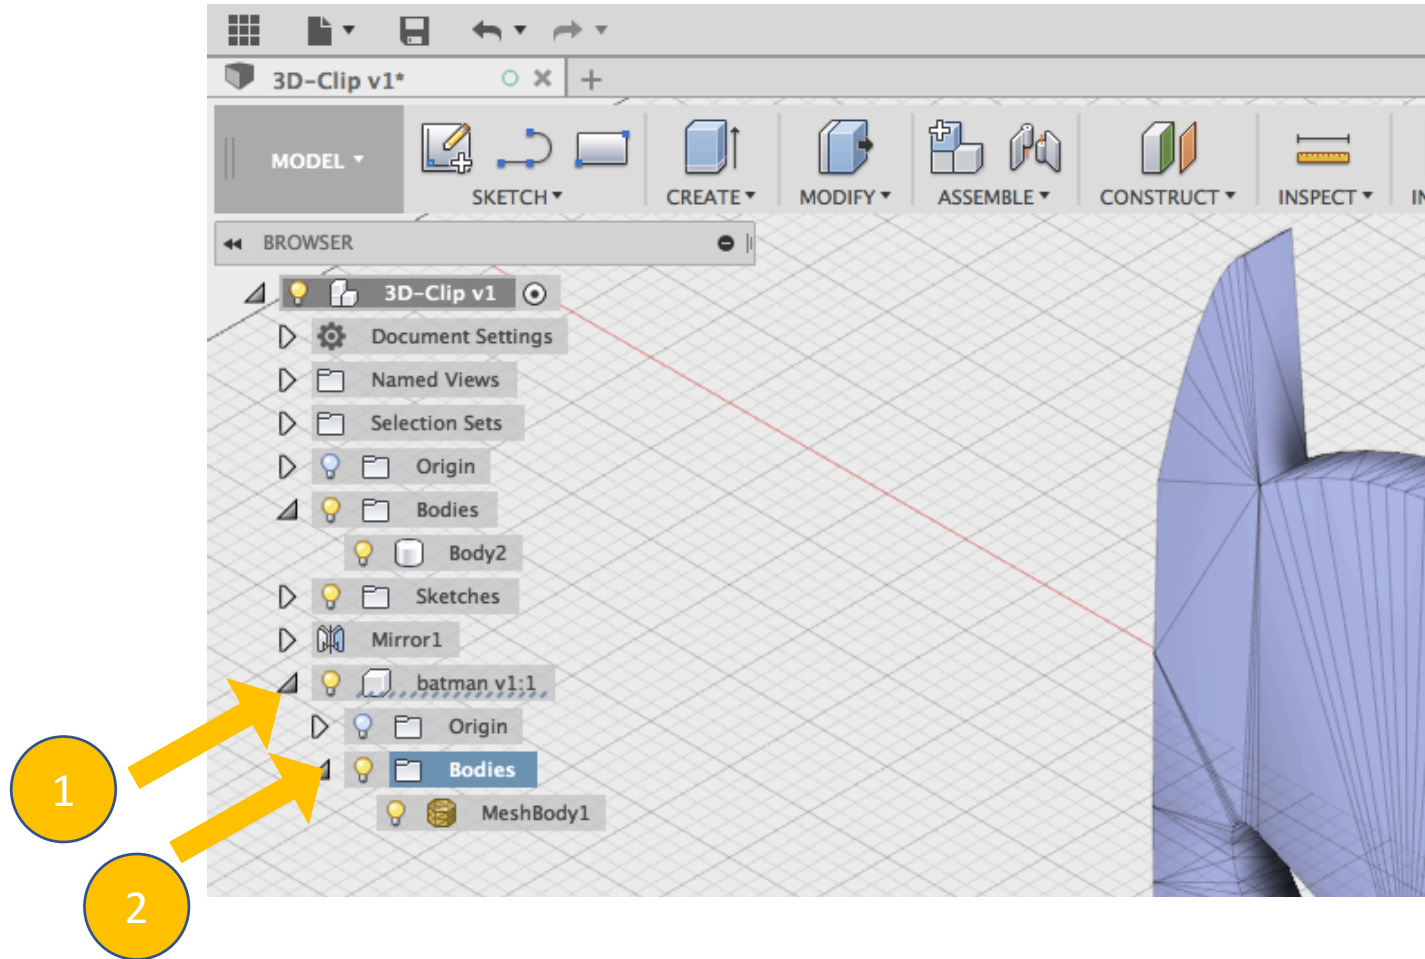 3D-Clip v1*
MODEL
SKETCH
CREATE
MODIFY
ASSEMBLE
CONSTRUCT
INSPECT
BROWSER
3D-Clip v1
Document Settings
Named Views
Selection Sets
Origin
Bodies
Body2
Sketches
Mirror1
batman v1:1
Origin
Bodies
MeshBody1
1
2